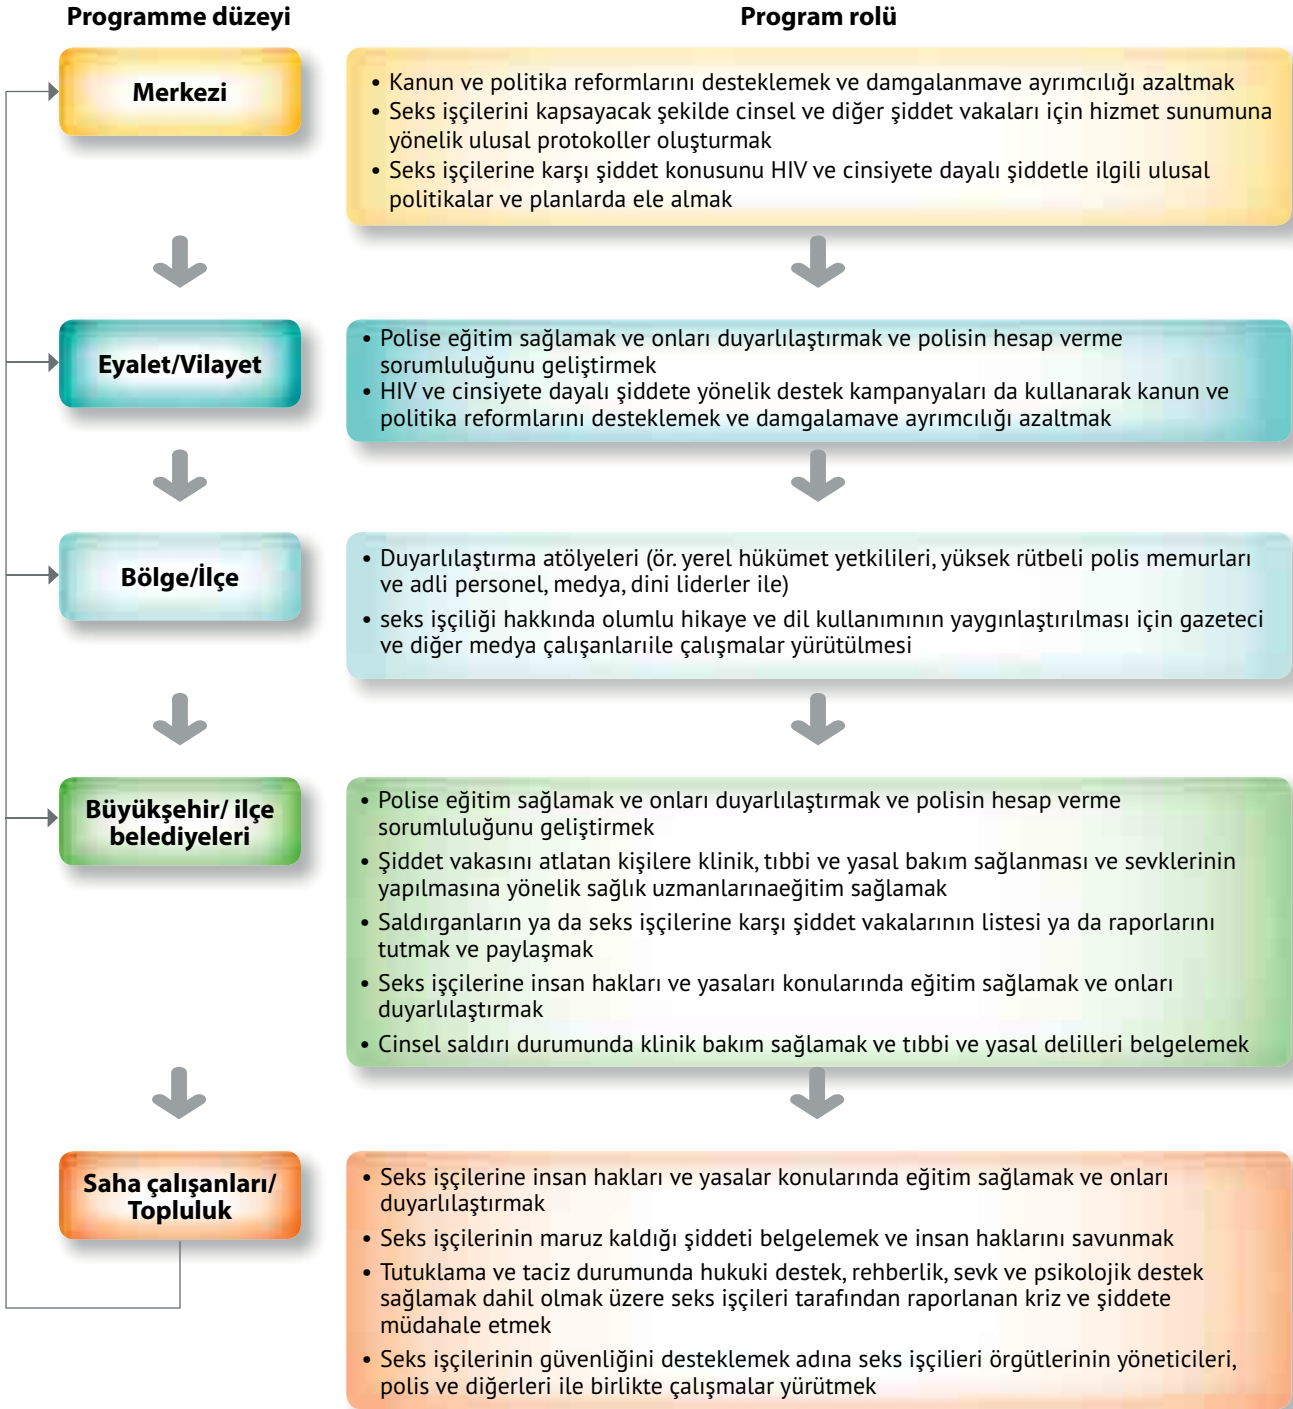 Programme düzeyi
Program rolü
Merkezi
• Kanun ve politika reformlarını desteklemek ve damgalanmave ayrımcılığı azaltmak
• Seks işçilerini kapsayacak şekilde cinsel ve diğer şiddet vakaları için hizmet sunumuna
yönelik ulusal protokoller oluşturmak
• Seks işçilerine karşı şiddet konusunu HIV ve cinsiyete dayalı şiddetle ilgili ulusal
politikalar ve planlarda ele almak
Eyalet/Vilayet
• Polise eğitim sağlamak ve onları duyarlılaştırmak ve polisin hesap verme
sorumluluğunu geliştirmek
• HIV ve cinsiyete dayalı şiddete yönelik destek kampanyaları da kullanarak kanun ve
politika reformlarını desteklemek ve damgalamave ayrımcılığı azaltmak
Bölge/İlçe
• Duyarlılaştırma atölyeleri (ör. yerel hükümet yetkilileri, yüksek rütbeli polis memurları
ve adli personel, medya, dini liderler ile)
• seks işçiliği hakkında olumlu hikaye ve dil kullanımının yaygınlaştırılması için gazeteci
ve diğer medya çalışanlarıile çalışmalar yürütülmesi
Büyükşehir/ ilçe
belediyeleri
• Polise eğitim sağlamak ve onları duyarlılaştırmak ve polisin hesap verme
sorumluluğunu geliştirmek
• Şiddet vakasını atlatan kişilere klinik, tıbbi ve yasal bakım sağlanması ve sevklerinin
yapılmasına yönelik sağlık uzmanlarınaeğitim sağlamak
• Saldırganların ya da seks işçilerine karşı şiddet vakalarının listesi ya da raporlarını
tutmak ve paylaşmak
• Seks işçilerine insan hakları ve yasaları konularında eğitim sağlamak ve onları
duyarlılaştırmak
• Cinsel saldırı durumunda klinik bakım sağlamak ve tıbbi ve yasal delilleri belgelemek
Saha çalışanları/
Topluluk
• Seks işçilerine insan hakları ve yasalar konularında eğitim sağlamak ve onları
duyarlılaştırmak
• Seks işçilerinin maruz kaldığı şiddeti belgelemek ve insan haklarını savunmak
• Tutuklama ve taciz durumunda hukuki destek, rehberlik, sevk ve psikolojik destek
sağlamak dahil olmak üzere seks işçileri tarafından raporlanan kriz ve şiddete
müdahale etmek
• Seks işçilerinin güvenliğini desteklemek adına seks işçilieri örgütlerinin yöneticileri,
polis ve diğerleri ile birlikte çalışmalar yürütmek